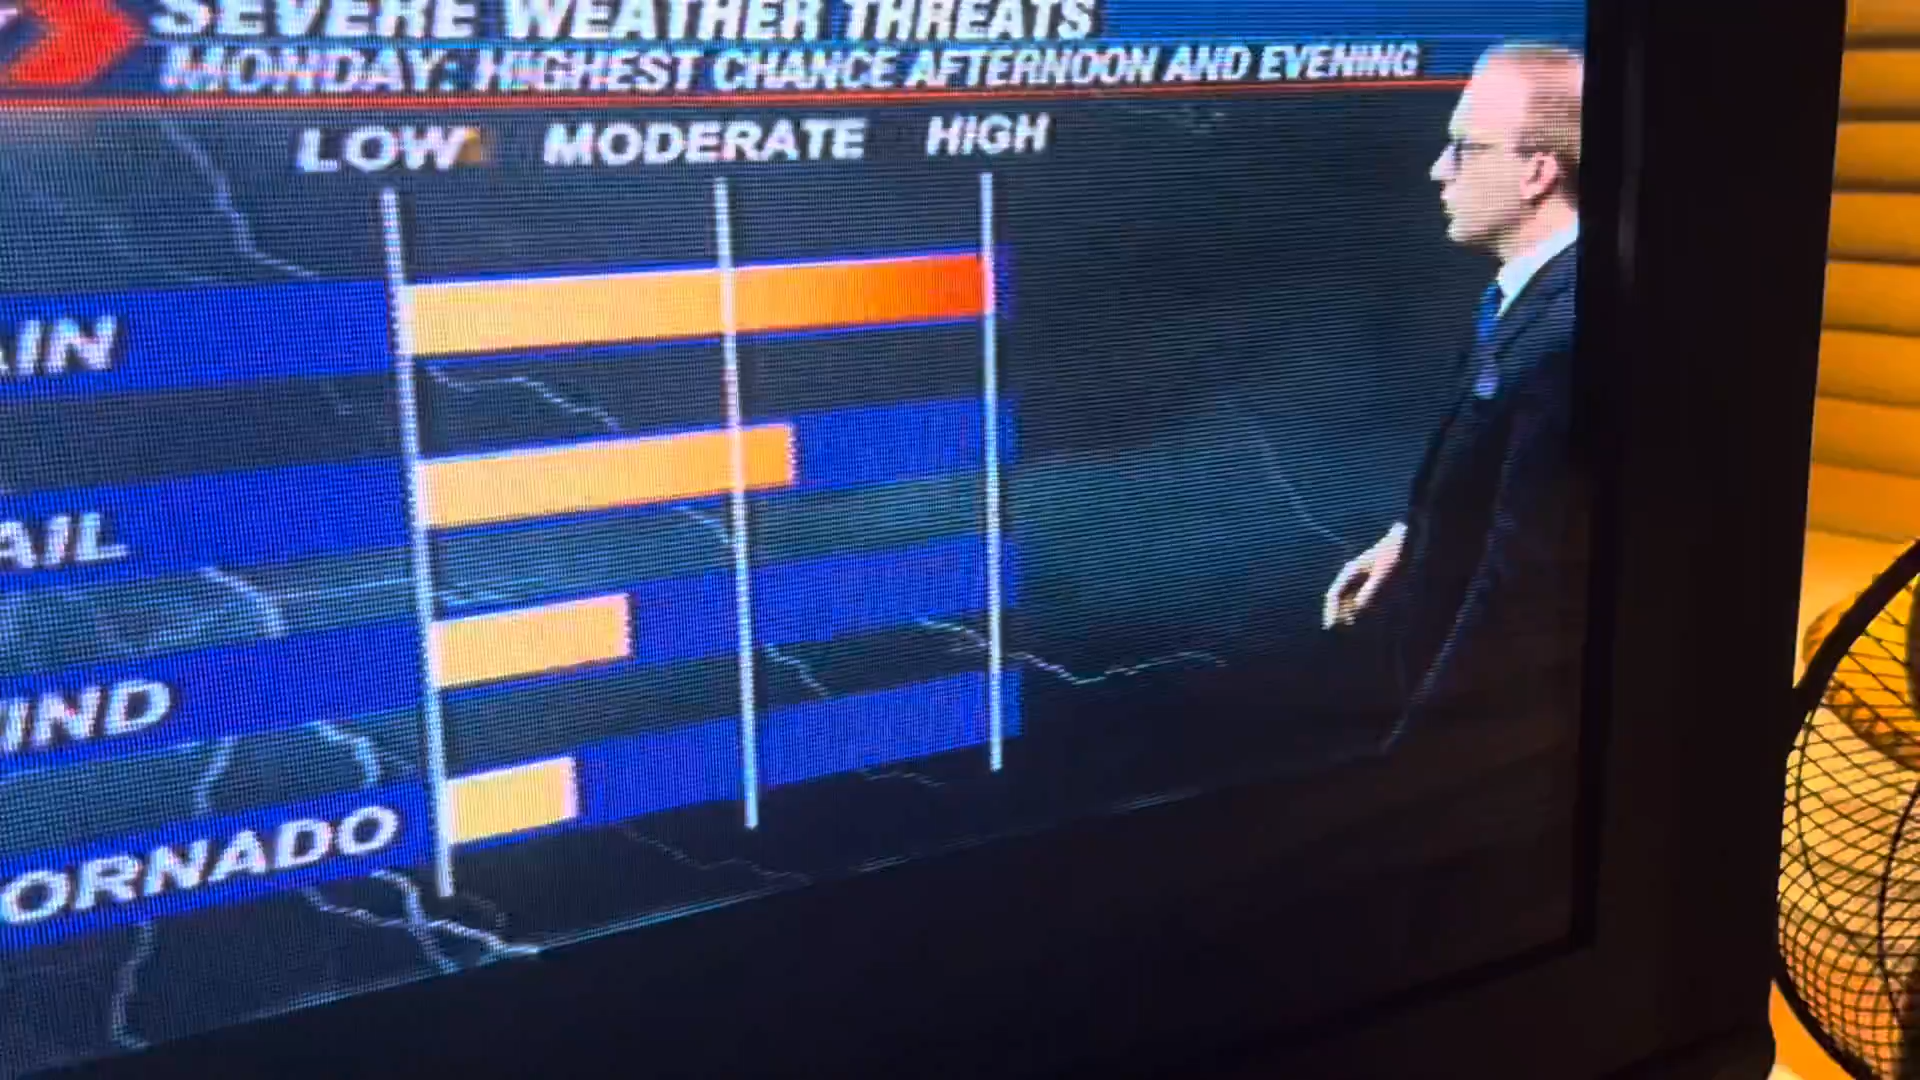 SEVERE WEATHER THREATS
MONDAY: HIGHEST CHANCE AFTERNOON AND EVENING
LOW MODERATE HIGH
AIN
AIL
IND
ORNADO